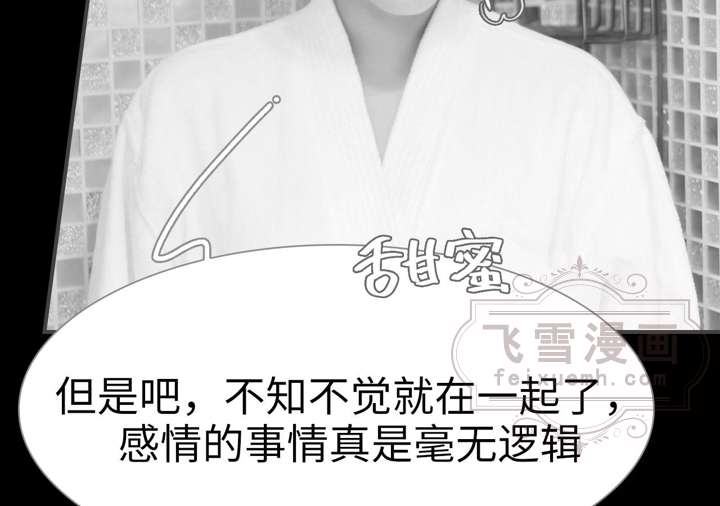 甜蜜
飞雪漫画
feixuemh.com
但是吧，不知不觉就在一起了，
感情的事情真是毫无逻辑